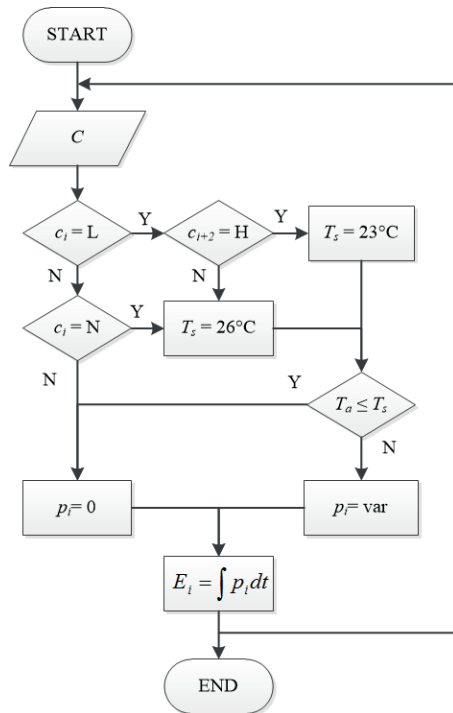 START
C
c_i = L
Y
c_{i+2} = H
Y
T_s = 23°C
N
N
c_i = N
Y
T_s = 26°C
N
Y
T_a ≤ T_s
N
p_i = 0
p_i = var
E_i = ∫ p_i dt
END